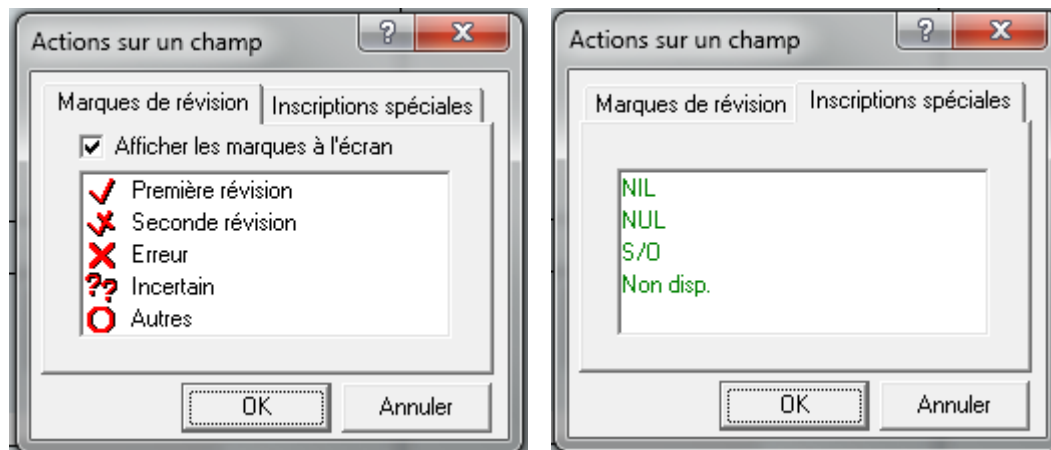 Actions sur un champ
Marques de révision
Inscriptions spéciales
Afficher les marques à l'écran
Première révision
Seconde révision
Erreur
?? Incertain
Autres
OK
Annuler
Actions sur un champ
Marques de révision
Inscriptions spéciales
NIL
NUL
S/O
Non disp.
OK
Annuler